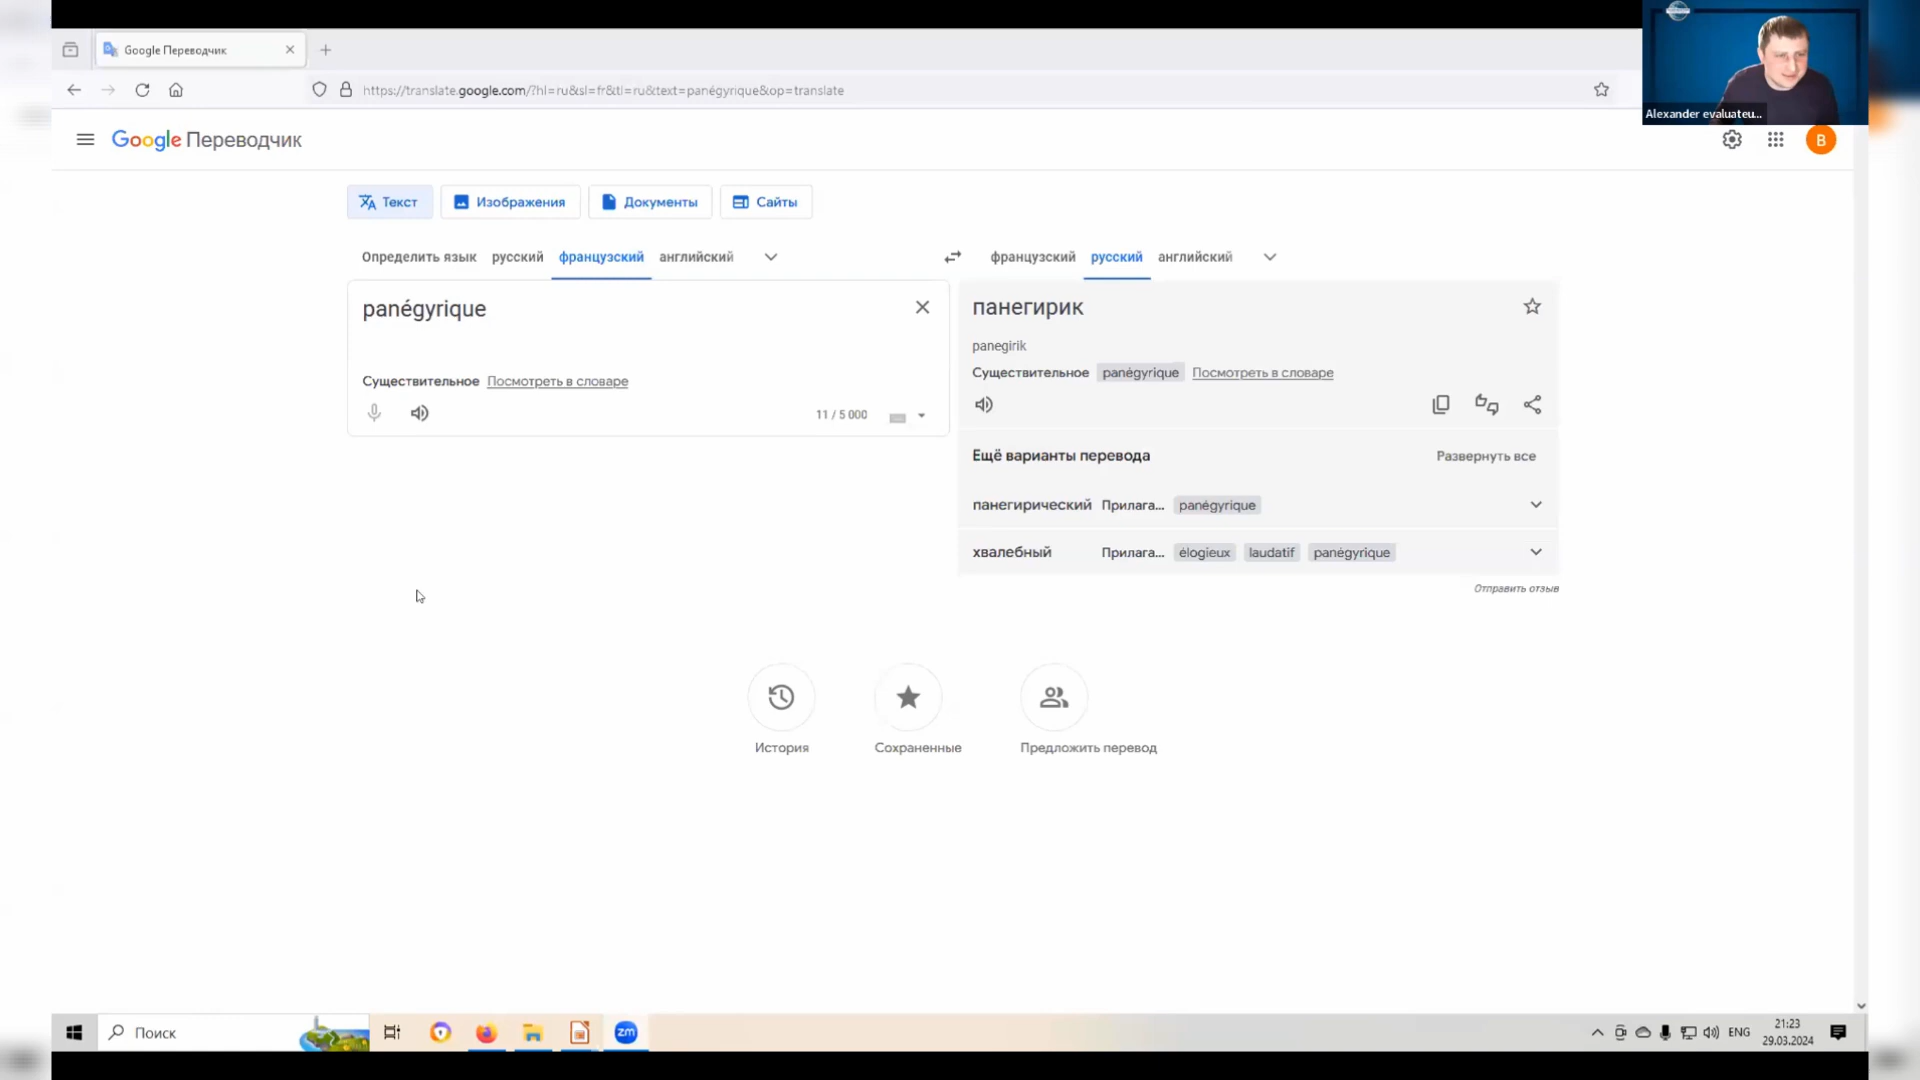 Google Переводчик
https://translate.google.com/?hl=ru&sl=fr&tl=ru&text=panégyrique&op=translate
Alexander evaluateu...
Google Переводчик
B
Текст
Изображения
Документы
Сайты
Определить язык русский французский английский
французский русский английский
panégyrique
Существительное Посмотреть в словаре
11 / 5 000
панегирик
panegirik
Существительное panégyrique Посмотреть в словаре
Ещё варианты перевода
Развернуть все
панегирический Прилага... panégyrique
хвалебный Прилага... élogieux laudatif panégyrique
Отправить отзыв
История
Сохраненные
Предложить перевод
Поиск
zm
ENG
21:23
29.03.2024